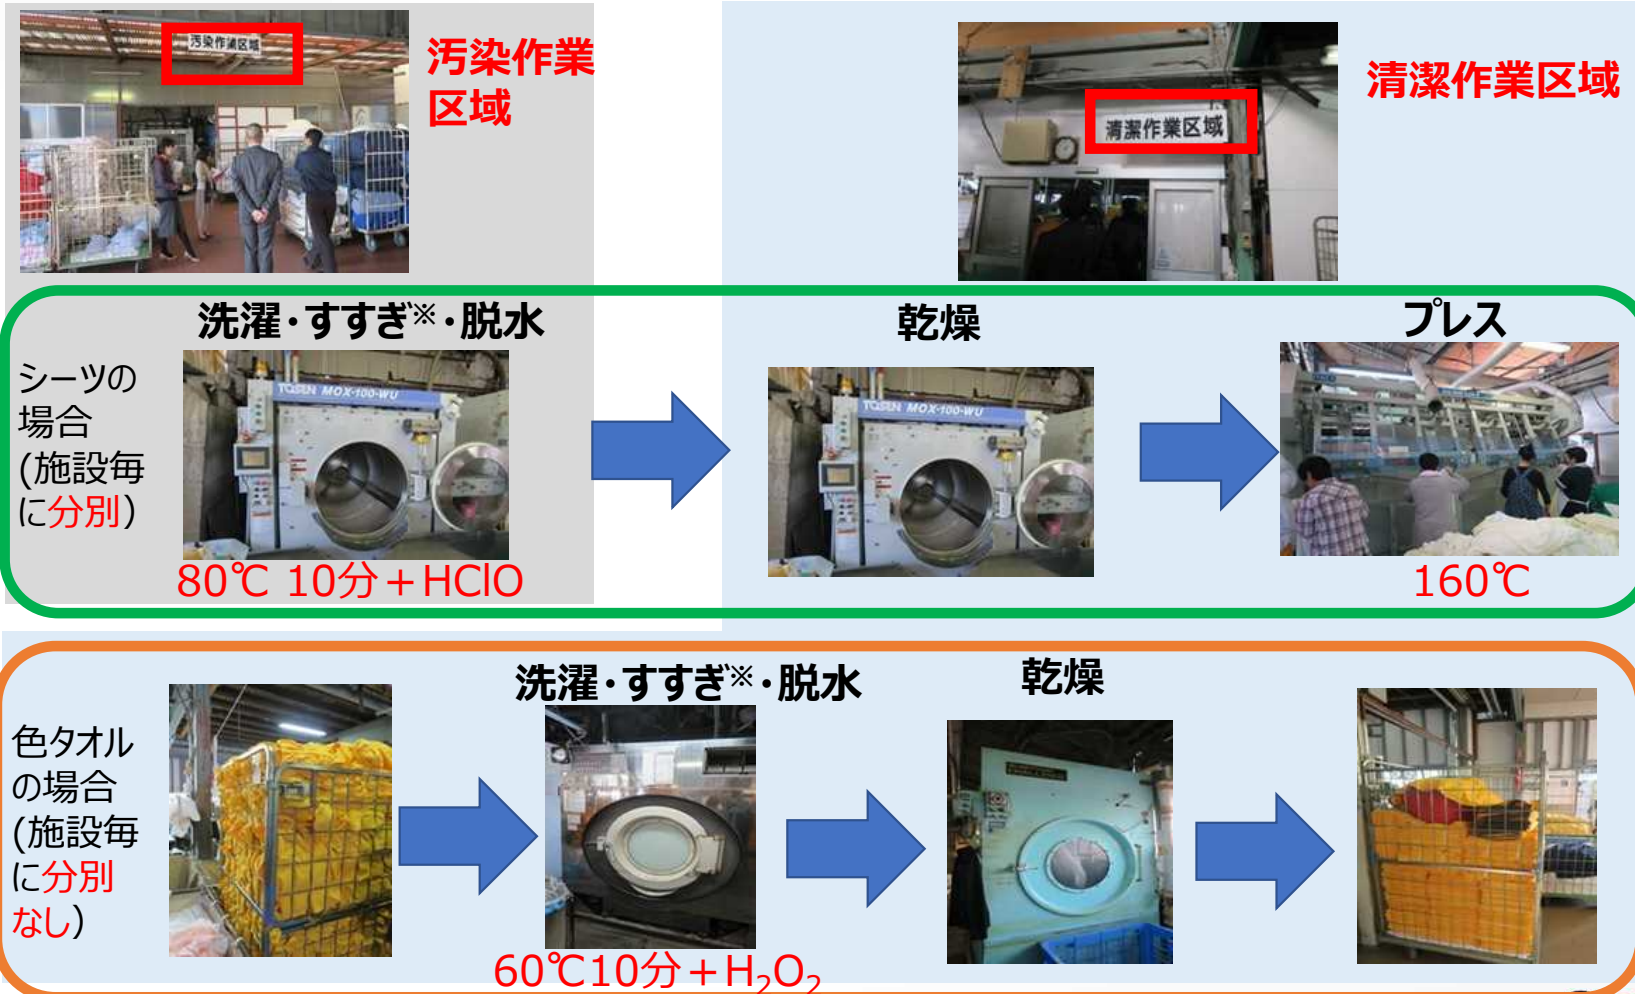 汚染作業区域
汚染作業
区域
清潔作業区域
清潔作業区域
洗濯・すすぎ※・脱水
乾燥
プレス
シーツの
場合
(施設毎
に分別)
TOSEN MOX-100-WU
TOSEN MOX-100-WU
80℃ 10分＋HClO
160℃
洗濯・すすぎ※・脱水
乾燥
色タオル
の場合
(施設毎
に分別
なし)
60℃10分＋H₂O₂